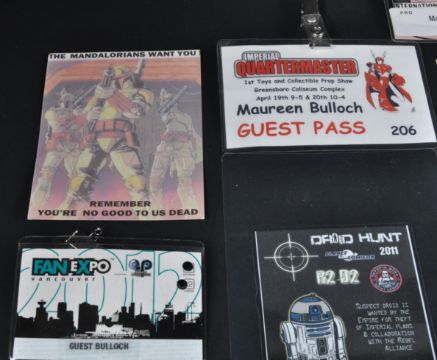 THE MANDALORIANS WANT YOU
REMEMBER
YOU'RE NO GOOD TO US DEAD
IMPERIAL
QUARTERMASTER
1st Toys and Collectible Prop Show
Greensboro Coliseum Complex
April 19th 9-5 & 20th 10-4
Maureen Bulloch
GUEST PASS
206
INTERNATIONAL
PRO
FAN EXPO
vancouver
GUEST BULLOCH
DROID HUNT
2011
R2-D2
SUSPECT DROID IS
WANTED BY THE
EMPIRE FOR THEFT
OF IMPERIAL PLANS
& COLLABORATION
WITH THE REBEL
ALLIANCE